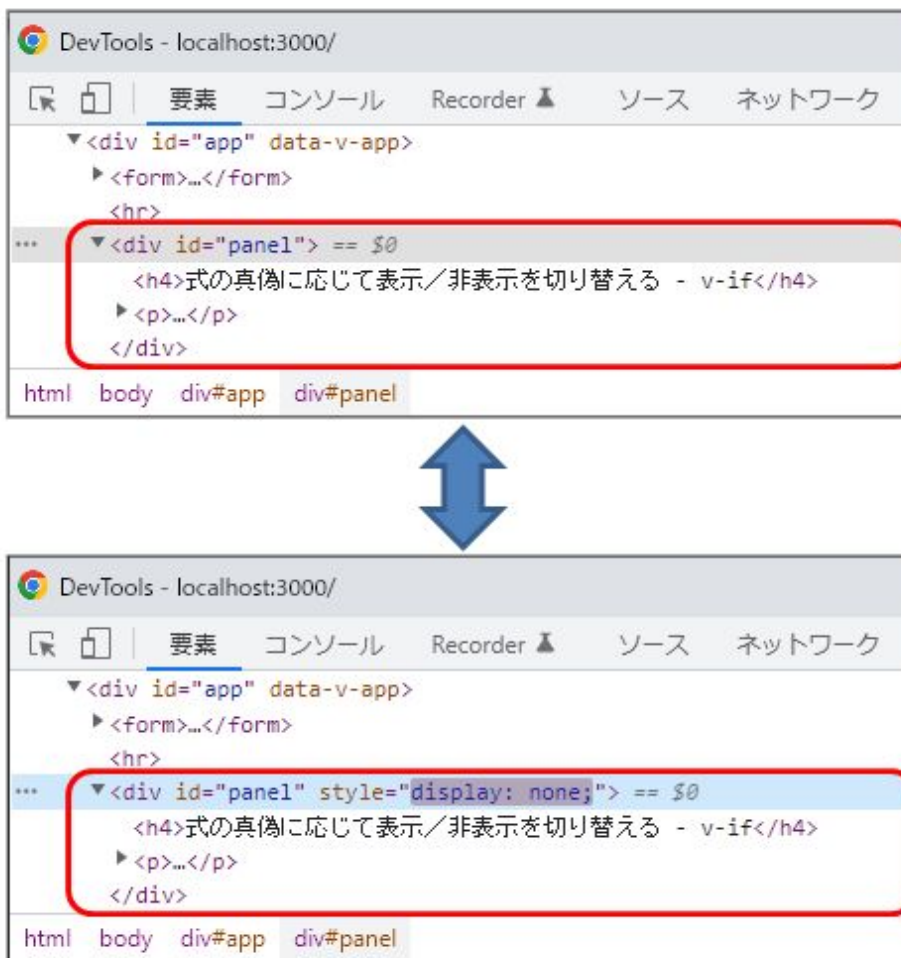 DevTools - localhost:3000/
要素 コンソール Recorder ソース ネットワーク
▼<div id="app" data-v-app>
▶<form>…</form>
<hr>
… ▼<div id="panel"> == $0
<h4>式の真偽に応じて表示／非表示を切り替える - v-if</h4>
▶<p>…</p>
</div>
html body div#app div#panel
DevTools - localhost:3000/
要素 コンソール Recorder ソース ネットワーク
▼<div id="app" data-v-app>
▶<form>…</form>
<hr>
… ▼<div id="panel" style="display: none;"> == $0
<h4>式の真偽に応じて表示／非表示を切り替える - v-if</h4>
▶<p>…</p>
</div>
html body div#app div#panel